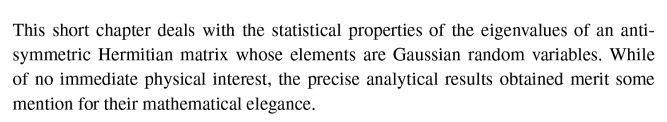 This short chapter deals with the statistical properties of the eigenvalues of an anti-
symmetric Hermitian matrix whose elements are Gaussian random variables. While
of no immediate physical interest, the precise analytical results obtained merit some
mention for their mathematical elegance.